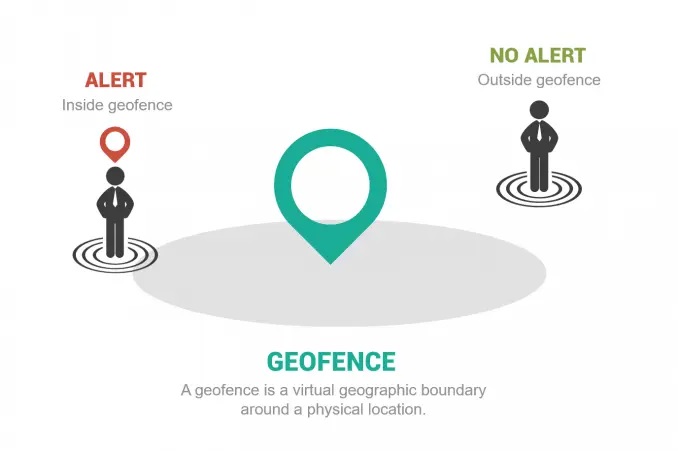 ALERT
Inside geofence
NO ALERT
Outside geofence
GEOFENCE
A geofence is a virtual geographic boundary
around a physical location.